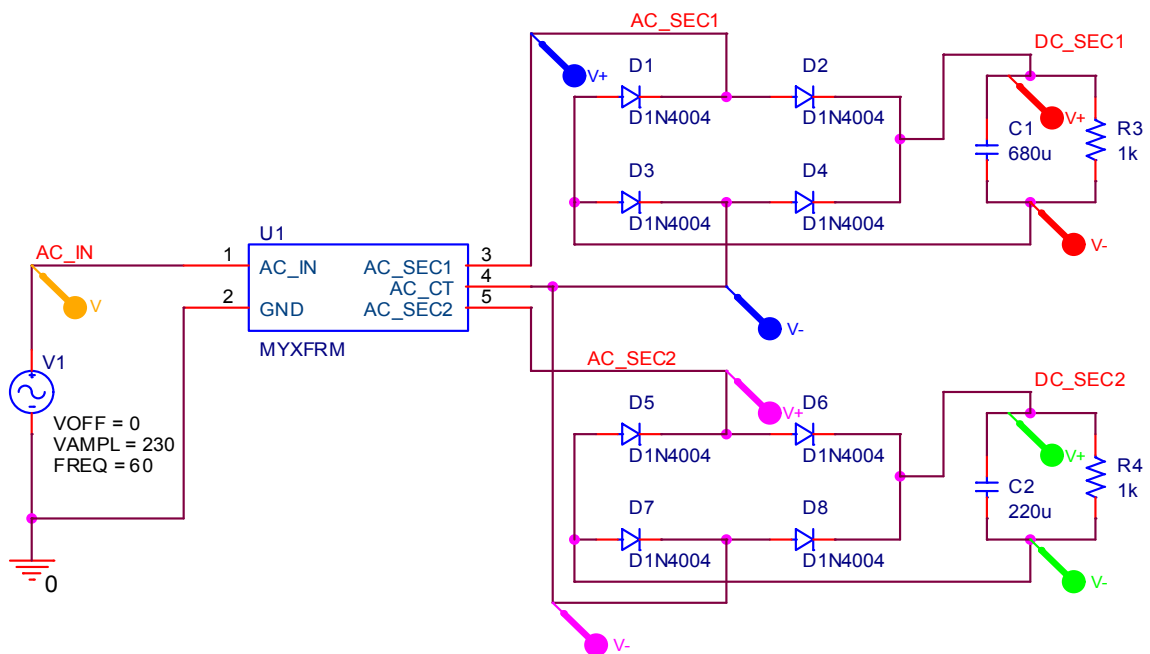 AC_SEC1
DC_SEC1
V+
D1
D2
D1N4004
D1N4004
V+
C1
680u
R3
1k
D3
D4
D1N4004
D1N4004
V-
AC_IN
V
1
2
U1
AC_IN
GND
AC_SEC1
AC_CT
AC_SEC2
MYXFRM
3
4
5
V-
V1
VOFF = 0
VAMPL = 230
FREQ = 60
0
AC_SEC2
DC_SEC2
V+
D5
D6
D1N4004
D1N4004
V+
C2
220u
R4
1k
D7
D8
D1N4004
D1N4004
V-
V-